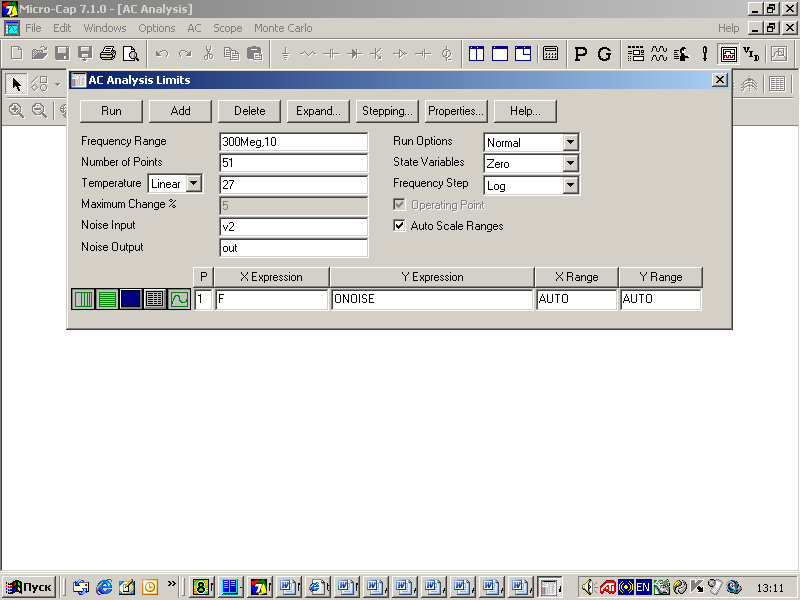 Micro-Cap 7.1.0 - [AC Analysis]
File Edit Windows Options AC Scope Monte Carlo Help
P G
AC Analysis Limits
Run Add Delete Expand... Stepping... Properties... Help...
Frequency Range 300Meg,10 Run Options Normal
Number of Points 51 State Variables Zero
Temperature Linear 27 Frequency Step Log
Maximum Change % 5 Operating Point
Noise Input v2 Auto Scale Ranges
Noise Output out
P X Expression Y Expression X Range Y Range
1 F ONOISE AUTO AUTO
Пуск » EN 13:11